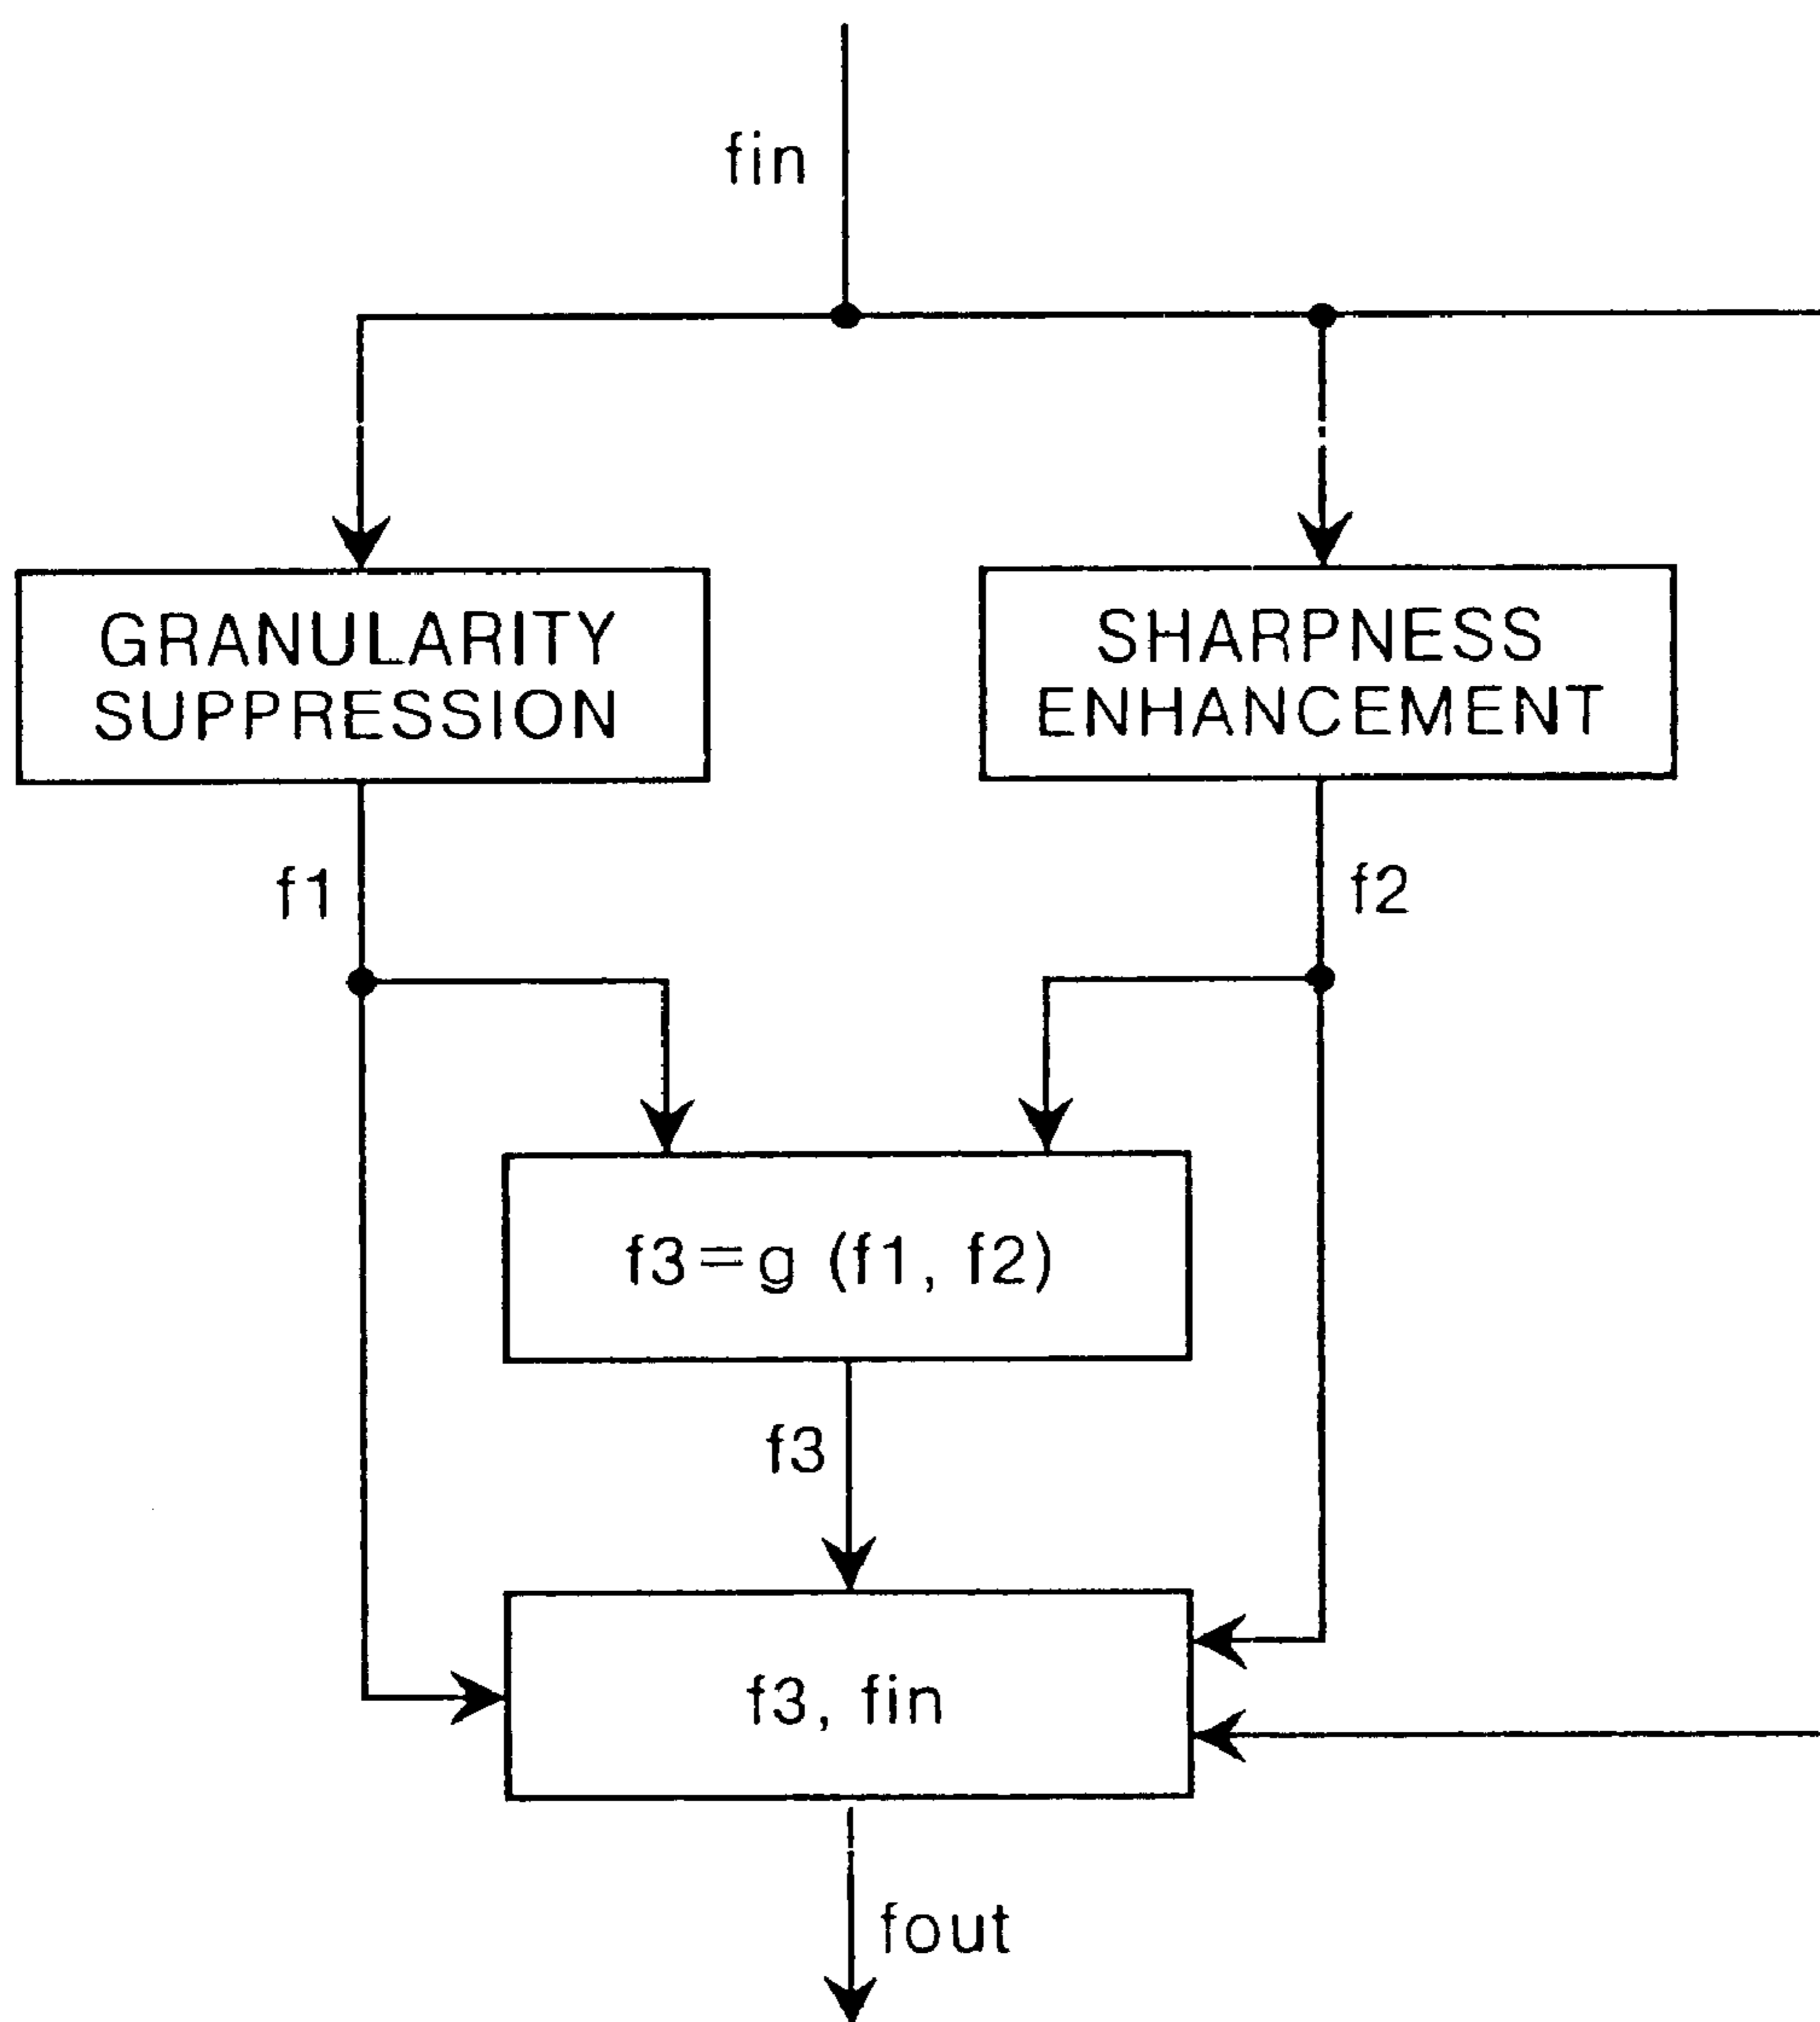 fin
GRANULARITY
SUPPRESSION
SHARPNESS
ENHANCEMENT
f1
f2
f3=g (f1, f2)
f3
f3, fin
fout